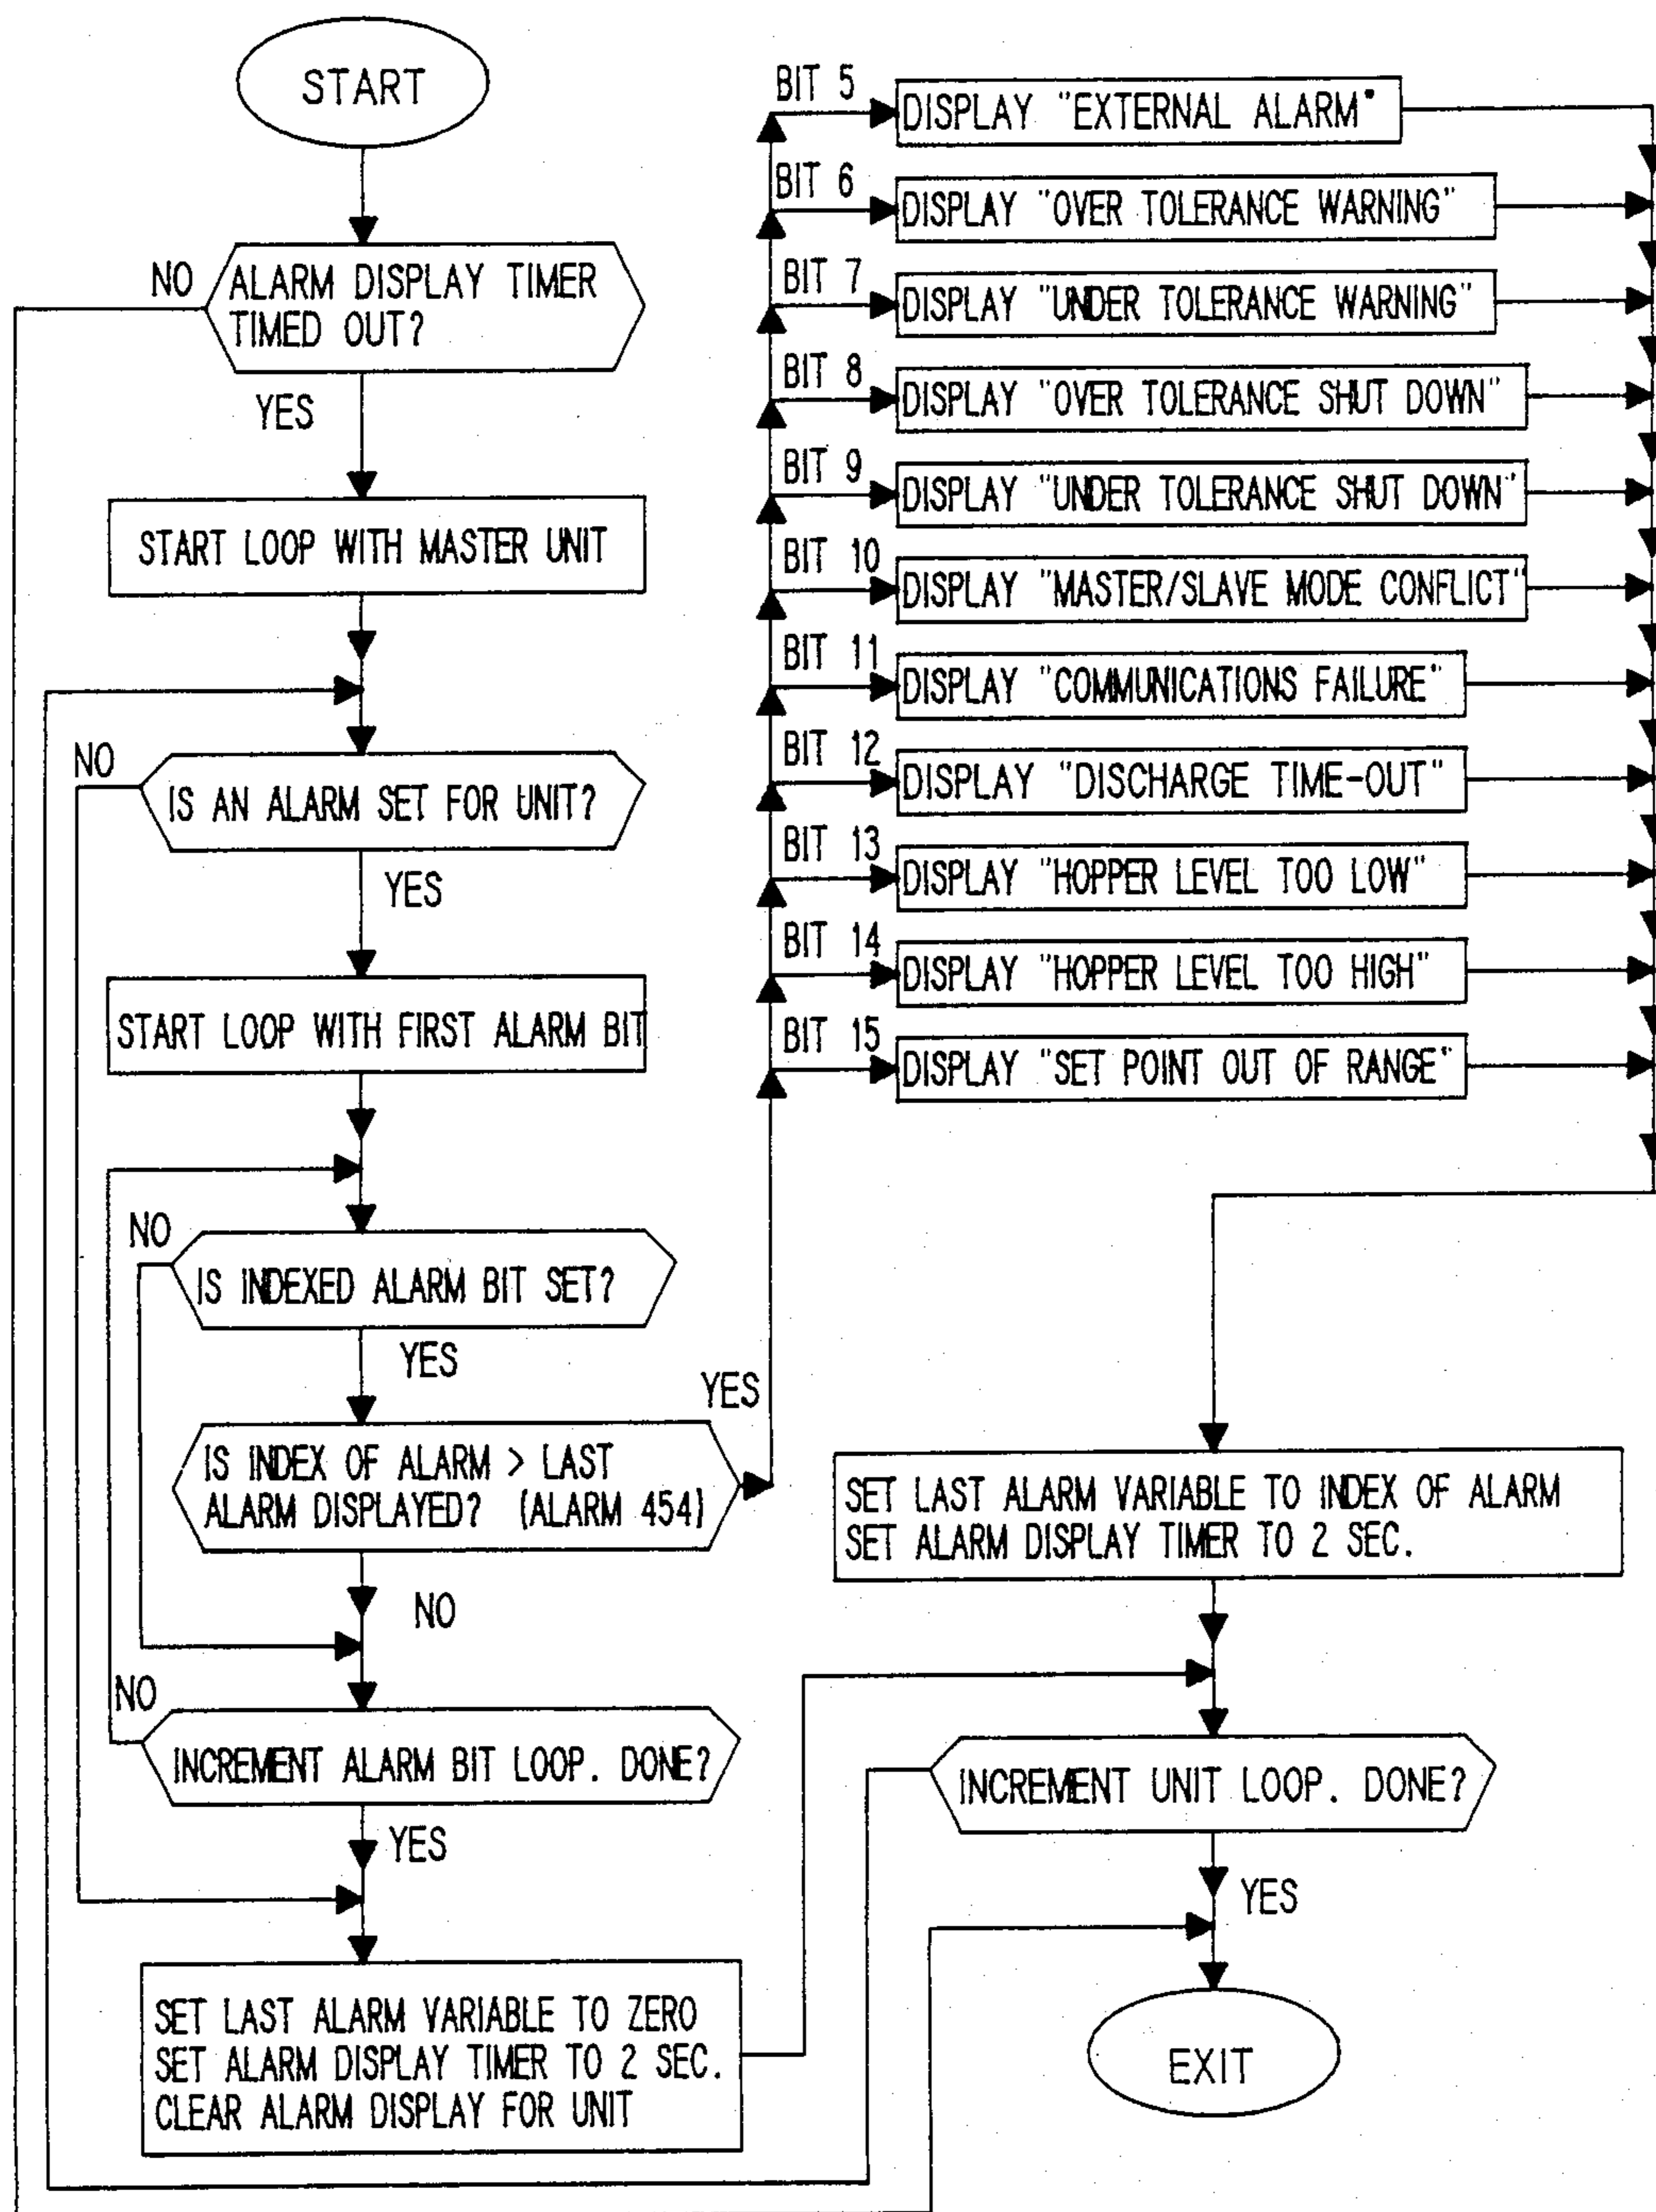 START
NO
ALARM DISPLAY TIMER
TIMED OUT?
YES
START LOOP WITH MASTER UNIT
NO
IS AN ALARM SET FOR UNIT?
YES
START LOOP WITH FIRST ALARM BIT
NO
IS INDEXED ALARM BIT SET?
YES
IS INDEX OF ALARM > LAST
ALARM DISPLAYED? (ALARM 454)
YES
NO
NO
INCREMENT ALARM BIT LOOP. DONE?
YES
SET LAST ALARM VARIABLE TO ZERO
SET ALARM DISPLAY TIMER TO 2 SEC.
CLEAR ALARM DISPLAY FOR UNIT
BIT 5
DISPLAY "EXTERNAL ALARM"
BIT 6
DISPLAY "OVER TOLERANCE WARNING"
BIT 7
DISPLAY "UNDER TOLERANCE WARNING"
BIT 8
DISPLAY "OVER TOLERANCE SHUT DOWN"
BIT 9
DISPLAY "UNDER TOLERANCE SHUT DOWN"
BIT 10
DISPLAY "MASTER/SLAVE MODE CONFLICT"
BIT 11
DISPLAY "COMMUNICATIONS FAILURE"
BIT 12
DISPLAY "DISCHARGE TIME-OUT"
BIT 13
DISPLAY "HOPPER LEVEL TOO LOW"
BIT 14
DISPLAY "HOPPER LEVEL TOO HIGH"
BIT 15
DISPLAY "SET POINT OUT OF RANGE"
SET LAST ALARM VARIABLE TO INDEX OF ALARM
SET ALARM DISPLAY TIMER TO 2 SEC.
INCREMENT UNIT LOOP. DONE?
YES
EXIT